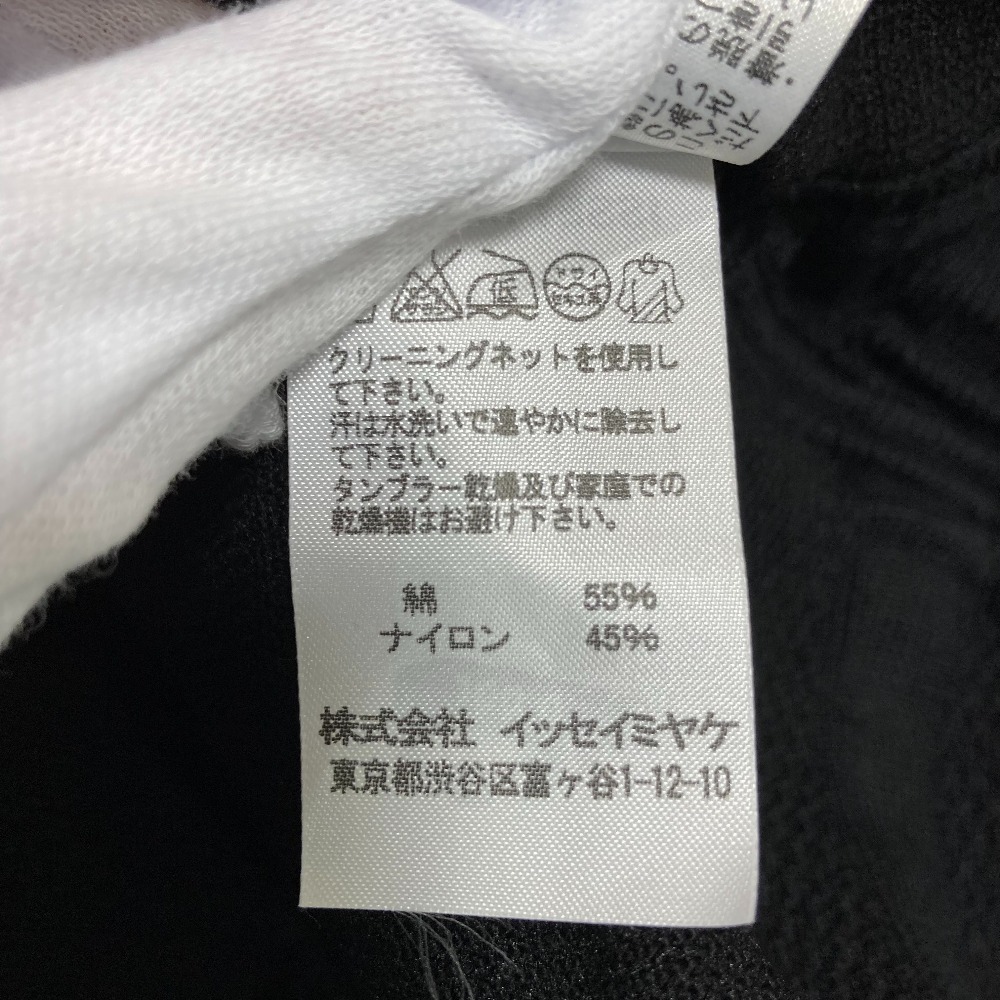 低
クリーニングネットを使用し
て下さい。
汗は水洗いで速やかに除去し
て下さい。
タンブラー乾燥及び家庭での
乾燥機はお避け下さい。
綿 55%
ナイロン 45%
株式会社 イッセイミヤケ
東京都渋谷区富ヶ谷1-12-10